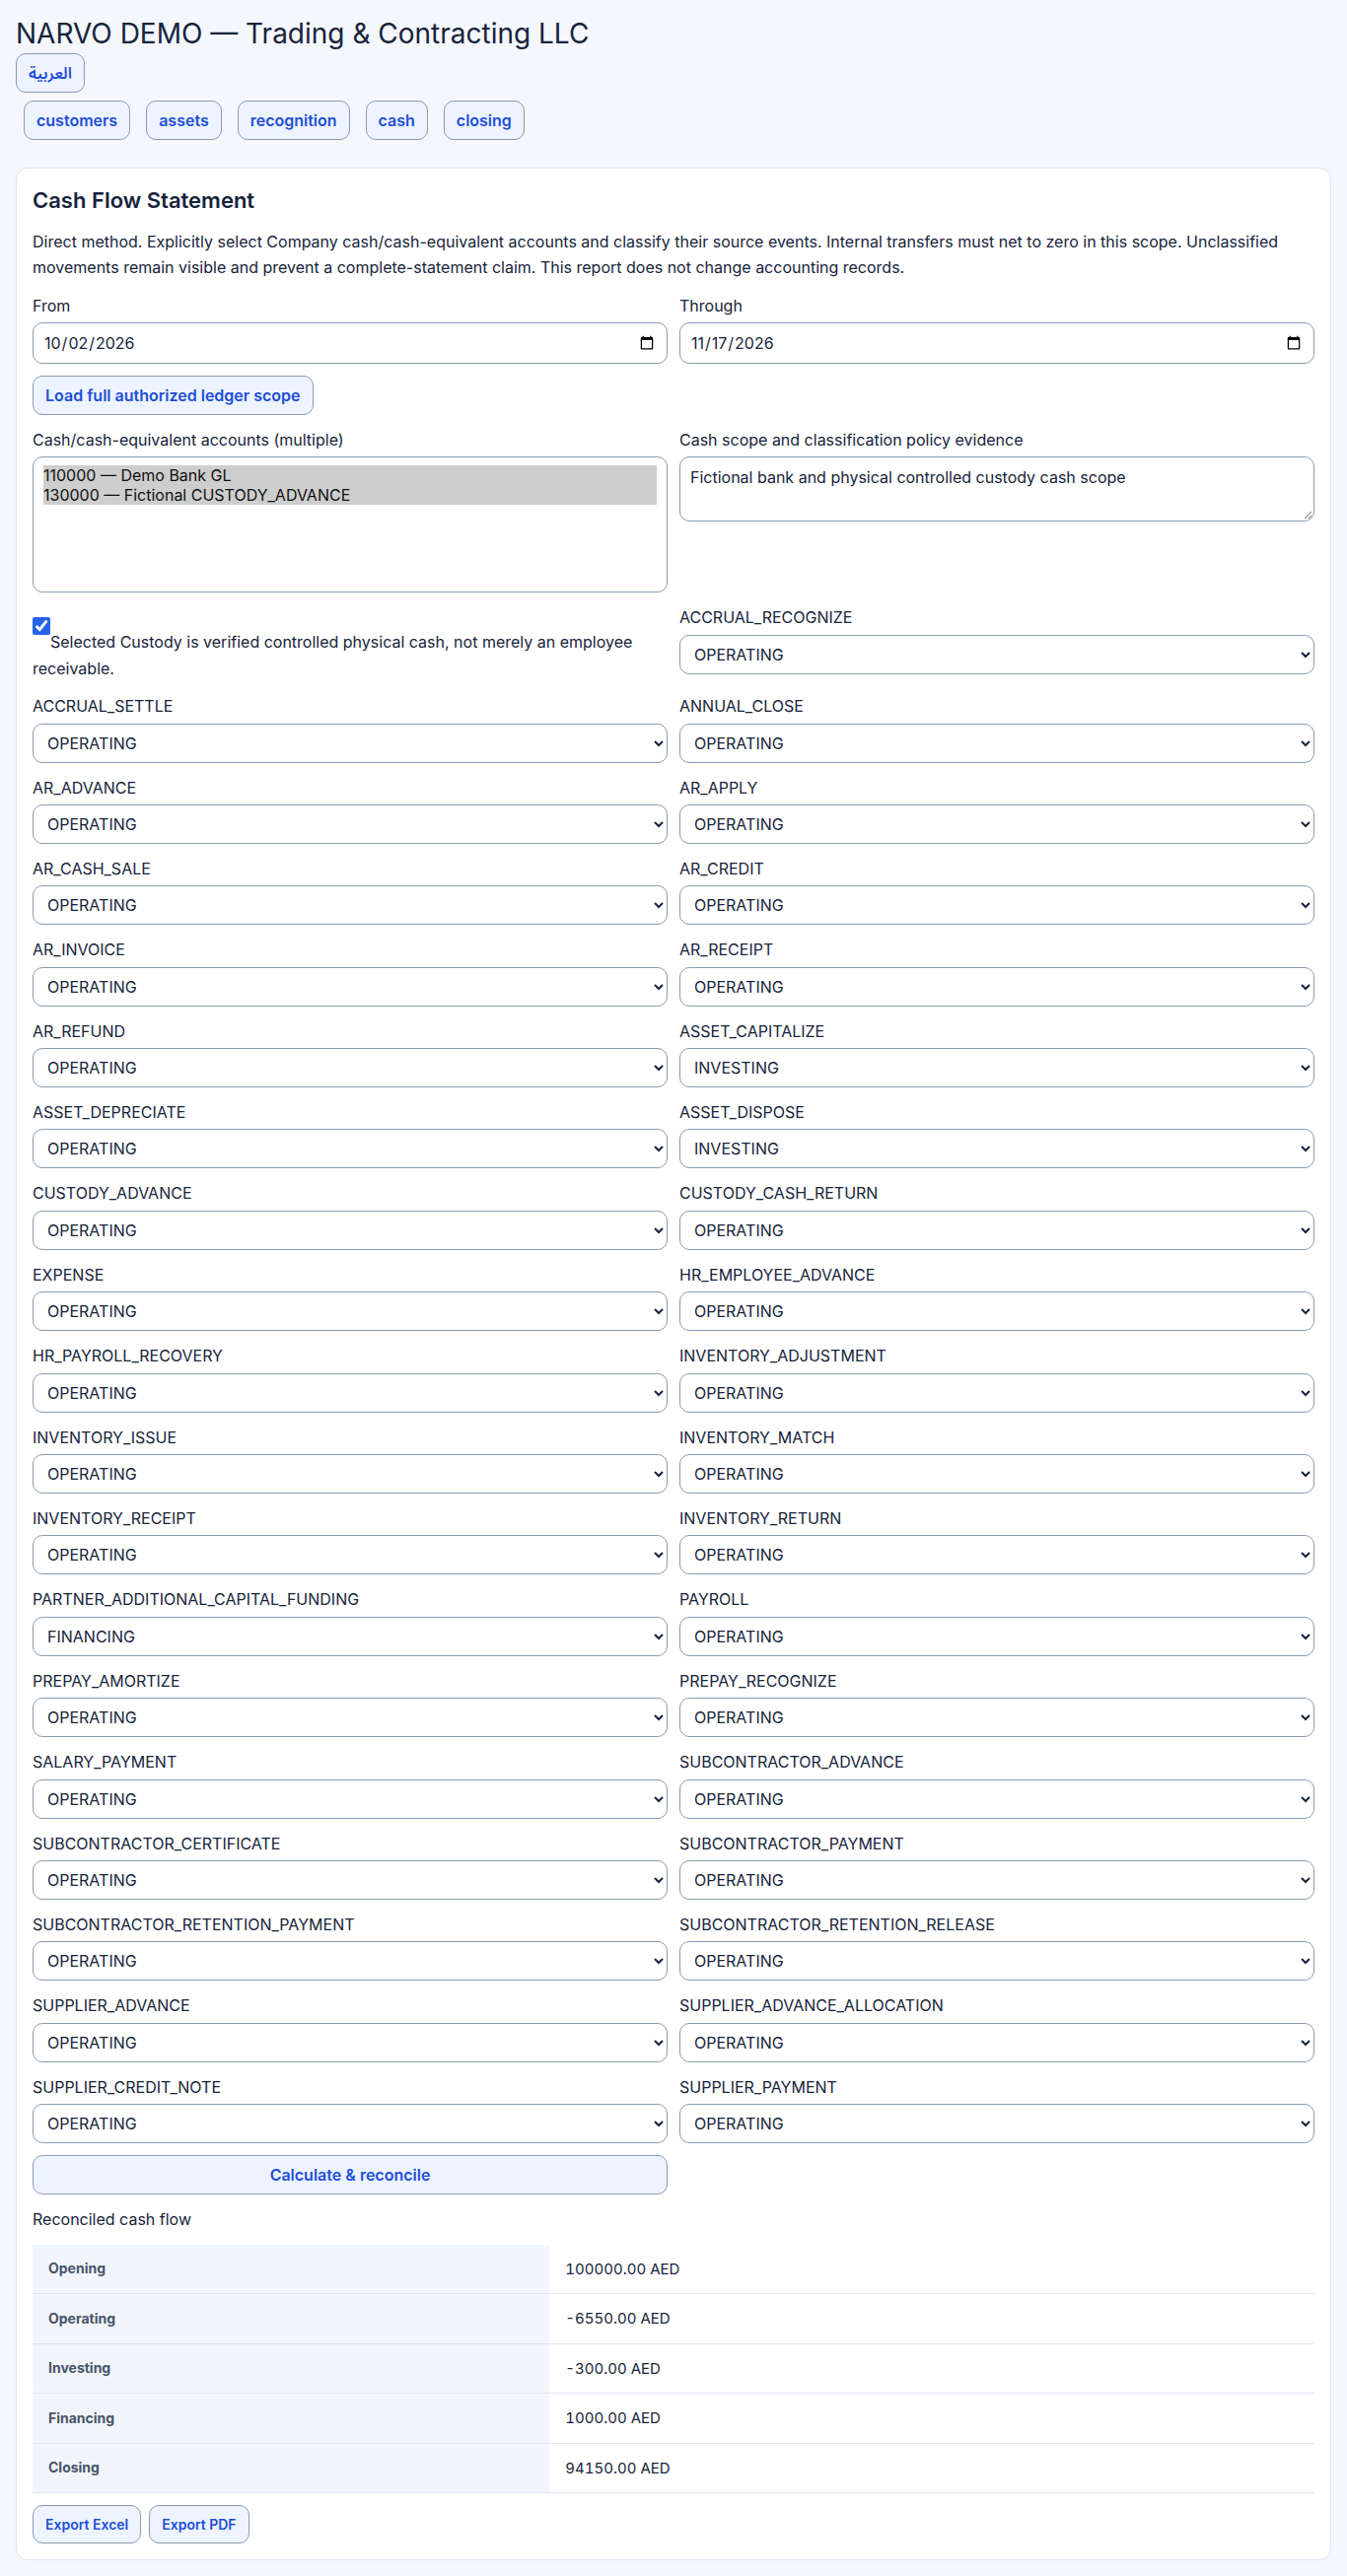 NARVO DEMO — Trading & Contracting LLC
العربية
customers assets recognition cash closing
Cash Flow Statement
Direct method. Explicitly select Company cash/cash-equivalent accounts and classify their source events. Internal transfers must net to zero in this scope. Unclassified
movements remain visible and prevent a complete-statement claim. This report does not change accounting records.
From Through
10/02/2026 11/17/2026
Load full authorized ledger scope
Cash/cash-equivalent accounts (multiple) Cash scope and classification policy evidence
110000 — Demo Bank GL Fictional bank and physical controlled custody cash scope
130000 — Fictional CUSTODY_ADVANCE
Selected Custody is verified controlled physical cash, not merely an employee
receivable.
ACCRUAL_RECOGNIZE
OPERATING
ACCRUAL_SETTLE ANNUAL_CLOSE
OPERATING OPERATING
AR_ADVANCE AR_APPLY
OPERATING OPERATING
AR_CASH_SALE AR_CREDIT
OPERATING OPERATING
AR_INVOICE AR_RECEIPT
OPERATING OPERATING
AR_REFUND ASSET_CAPITALIZE
OPERATING INVESTING
ASSET_DEPRECIATE ASSET_DISPOSE
OPERATING INVESTING
CUSTODY_ADVANCE CUSTODY_CASH_RETURN
OPERATING OPERATING
EXPENSE HR_EMPLOYEE_ADVANCE
OPERATING OPERATING
HR_PAYROLL_RECOVERY INVENTORY_ADJUSTMENT
OPERATING OPERATING
INVENTORY_ISSUE INVENTORY_MATCH
OPERATING OPERATING
INVENTORY_RECEIPT INVENTORY_RETURN
OPERATING OPERATING
PARTNER_ADDITIONAL_CAPITAL_FUNDING PAYROLL
FINANCING OPERATING
PREPAY_AMORTIZE PREPAY_RECOGNIZE
OPERATING OPERATING
SALARY_PAYMENT SUBCONTRACTOR_ADVANCE
OPERATING OPERATING
SUBCONTRACTOR_CERTIFICATE SUBCONTRACTOR_PAYMENT
OPERATING OPERATING
SUBCONTRACTOR_RETENTION_PAYMENT SUBCONTRACTOR_RETENTION_RELEASE
OPERATING OPERATING
SUPPLIER_ADVANCE SUPPLIER_ADVANCE_ALLOCATION
OPERATING OPERATING
SUPPLIER_CREDIT_NOTE SUPPLIER_PAYMENT
OPERATING OPERATING
Calculate & reconcile
Reconciled cash flow
Opening 100000.00 AED
Operating -6550.00 AED
Investing -300.00 AED
Financing 1000.00 AED
Closing 94150.00 AED
Export Excel Export PDF